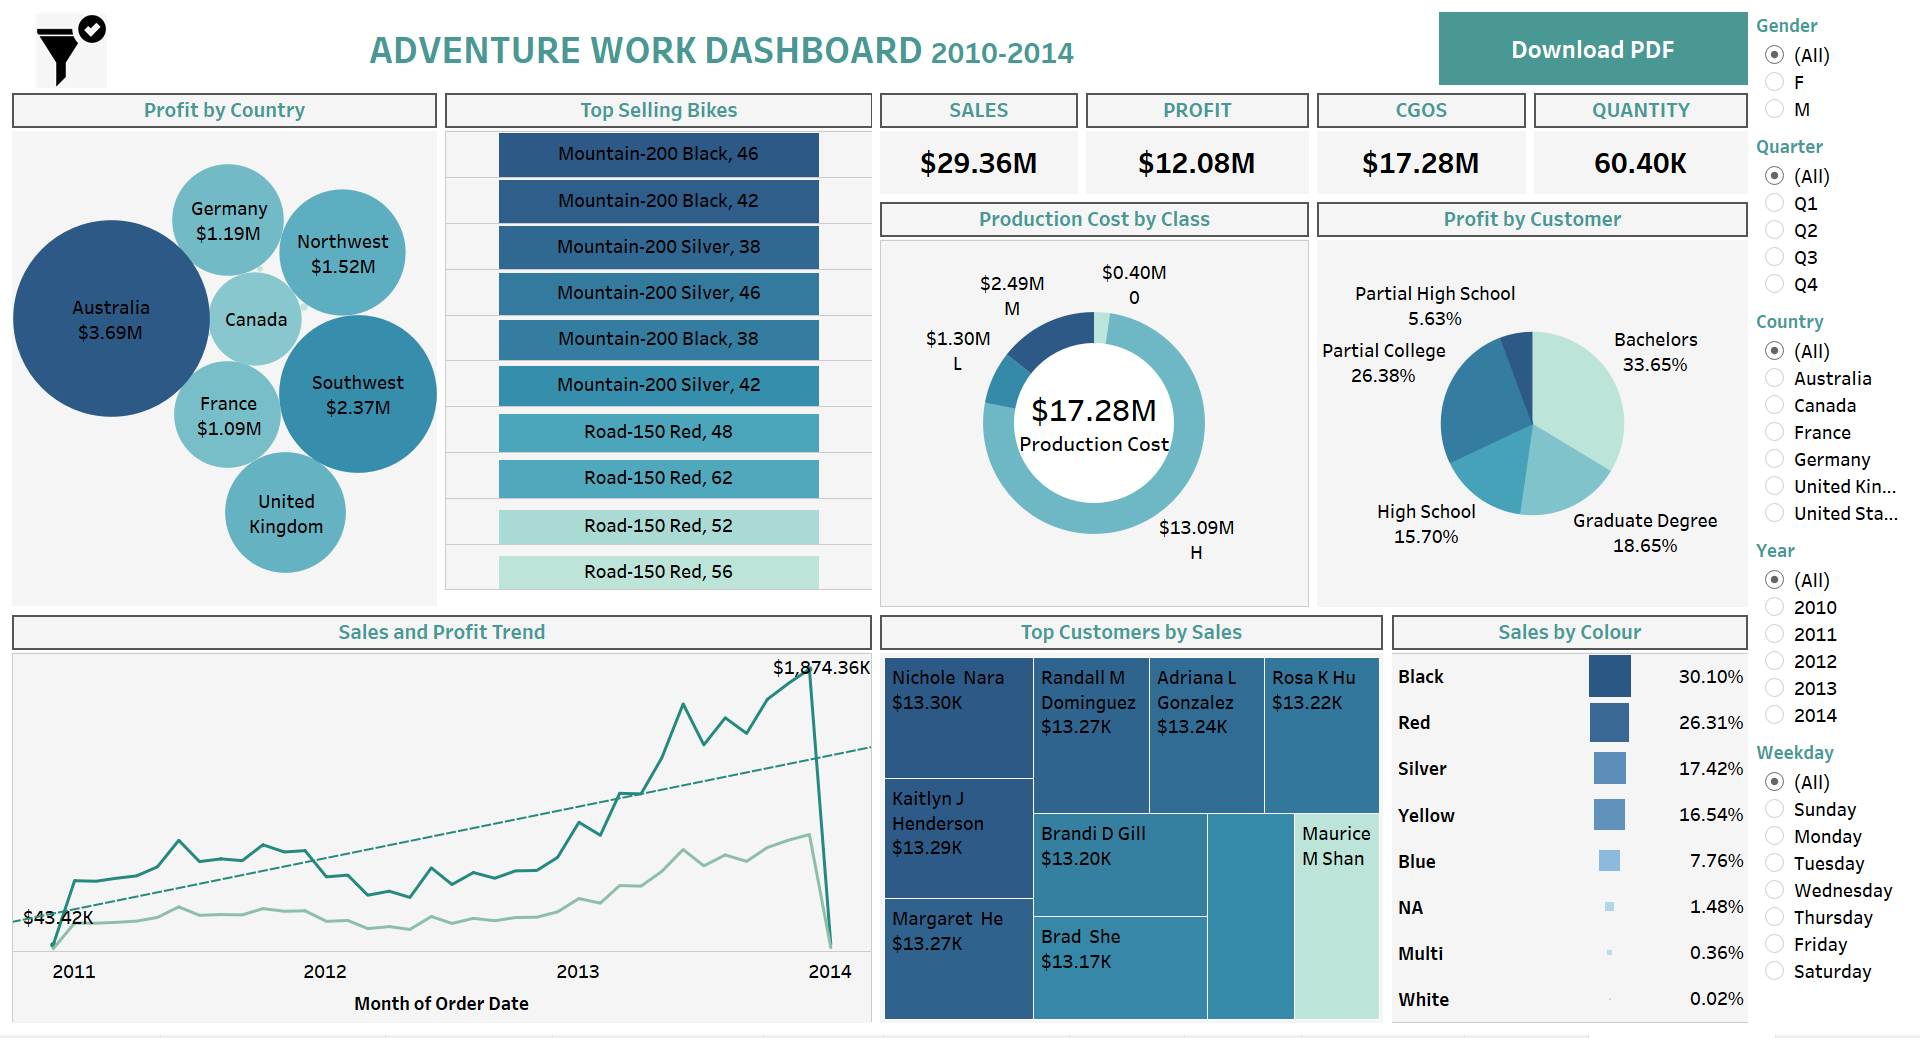 ADVENTURE WORK DASHBOARD 2010-2014
Download PDF
Profit by Country
Germany
$1.19M
Northwest
$1.52M
Australia
$3.69M
Canada
Southwest
$2.37M
France
$1.09M
United
Kingdom
Top Selling Bikes
Mountain-200 Black, 46
Mountain-200 Black, 42
Mountain-200 Silver, 38
Mountain-200 Silver, 46
Mountain-200 Black, 38
Mountain-200 Silver, 42
Road-150 Red, 48
Road-150 Red, 62
Road-150 Red, 52
Road-150 Red, 56
SALES
$29.36M
PROFIT
$12.08M
CGOS
$17.28M
QUANTITY
60.40K
Production Cost by Class
$0.40M
0
$2.49M
M
$1.30M
L
$17.28M
Production Cost
$13.09M
H
Profit by Customer
Partial High School
5.63%
Bachelors
33.65%
Partial College
26.38%
High School
15.70%
Graduate Degree
18.65%
Sales and Profit Trend
$1,874.36K
$43.42K
2011
2012
2013
2014
Month of Order Date
Top Customers by Sales
Nichole  Nara
$13.30K
Randall M
Dominguez
$13.27K
Adriana L
Gonzalez
$13.24K
Rosa K Hu
$13.22K
Kaitlyn J
Henderson
$13.29K
Brandi D Gill
$13.20K
Maurice
M Shan
Margaret  He
$13.27K
Brad  She
$13.17K
Sales by Colour
Black 30.10%
Red 26.31%
Silver 17.42%
Yellow 16.54%
Blue 7.76%
NA 1.48%
Multi 0.36%
White 0.02%
Gender
(All)
F
M
Quarter
(All)
Q1
Q2
Q3
Q4
Country
(All)
Australia
Canada
France
Germany
United Kin...
United Sta...
Year
(All)
2010
2011
2012
2013
2014
Weekday
(All)
Sunday
Monday
Tuesday
Wednesday
Thursday
Friday
Saturday